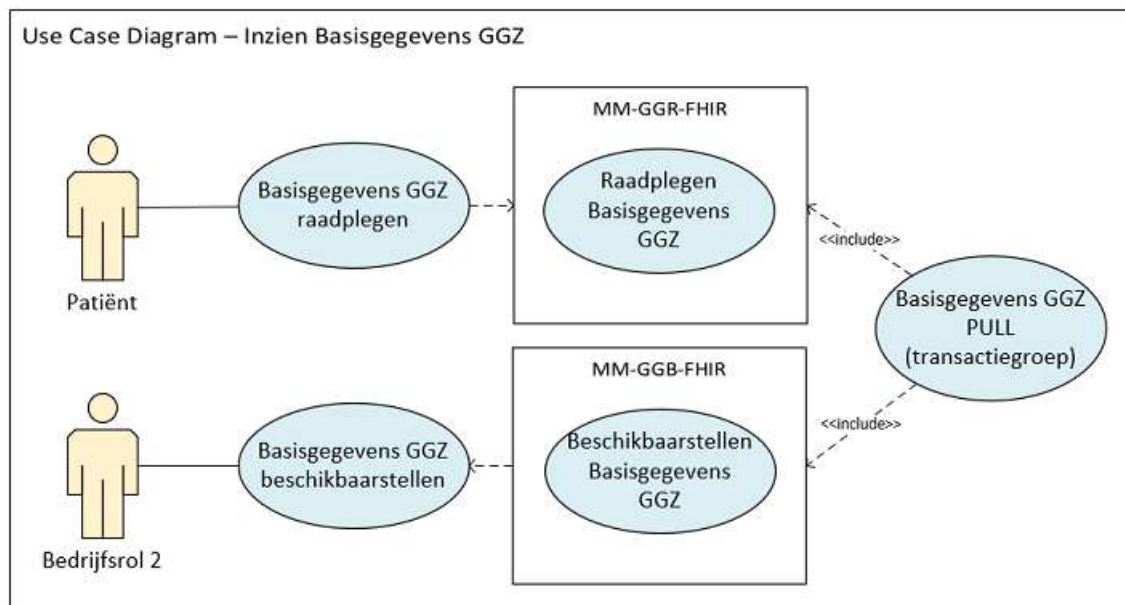 Use Case Diagram – Inzien Basisgegevens GGZ
MM-GGR-FHIR
Basisgegevens GGZ
raadplegen
Raadplegen
Basisgegevens
GGZ
<<include>>
Patiënt
Basisgegevens GGZ
PULL
(transactiegroep)
MM-GGB-FHIR
<<include>>
Basisgegevens GGZ
beschikbaarstellen
Beschikbaarstellen
Basisgegevens
GGZ
Bedrijfsrol 2